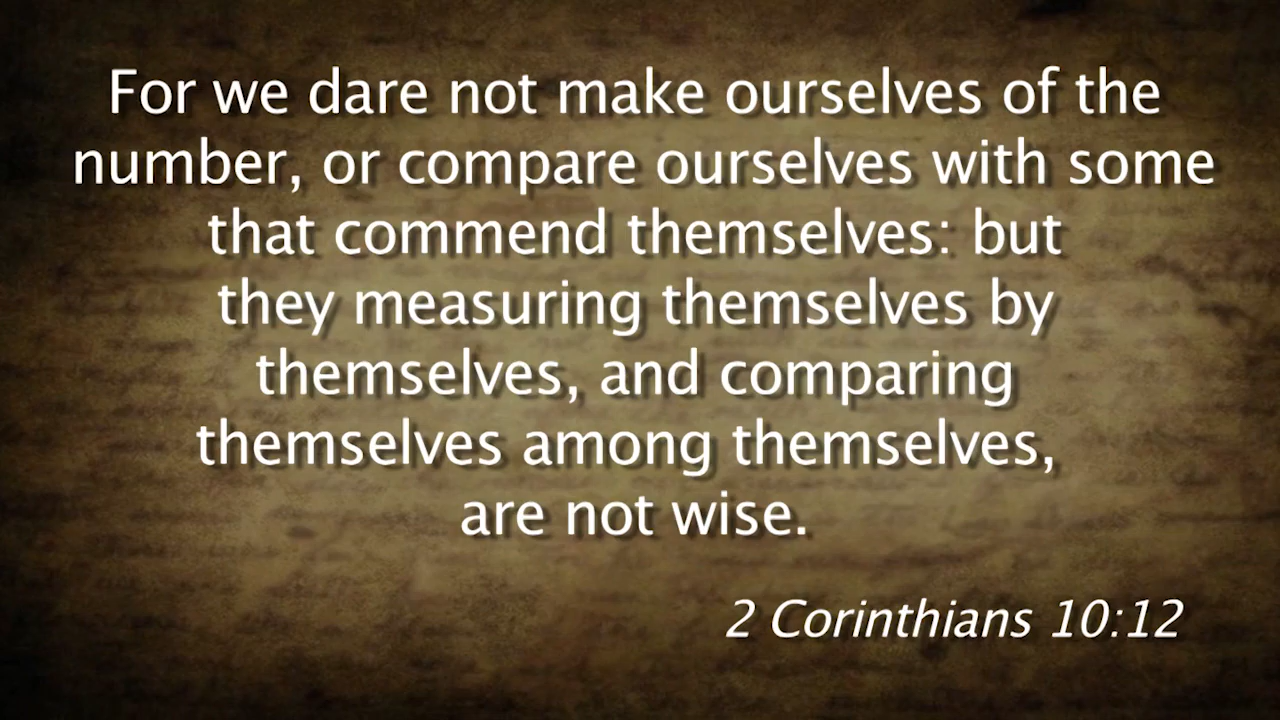 For we dare not make ourselves of the
number, or compare ourselves with some
that commend themselves: but
they measuring themselves by
themselves, and comparing
themselves among themselves,
are not wise.
2 Corinthians 10:12